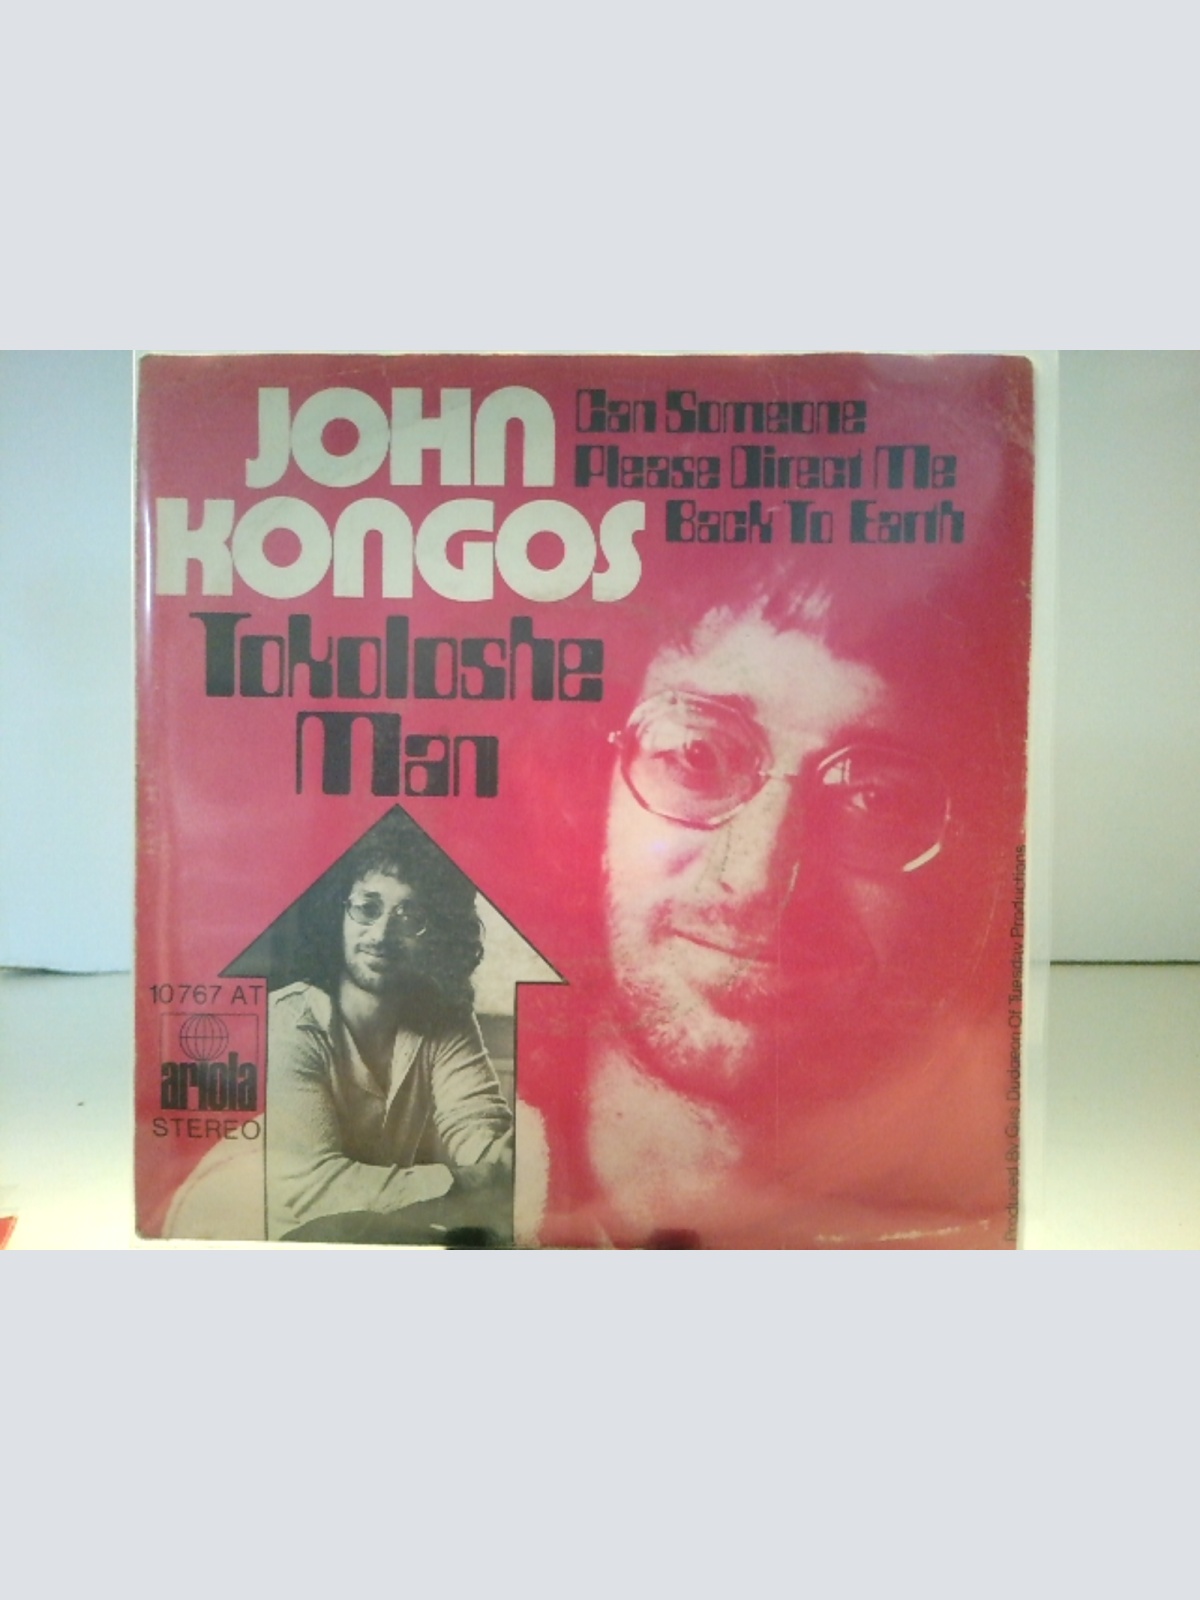 JOHN
KONGOS
Can Someone
Please Direct Me
Back To Earth
Tokoloshe
Man
10 767 AT
ariola
STEREO
Produced By Gus Dudgeon Of Tuesday Productions